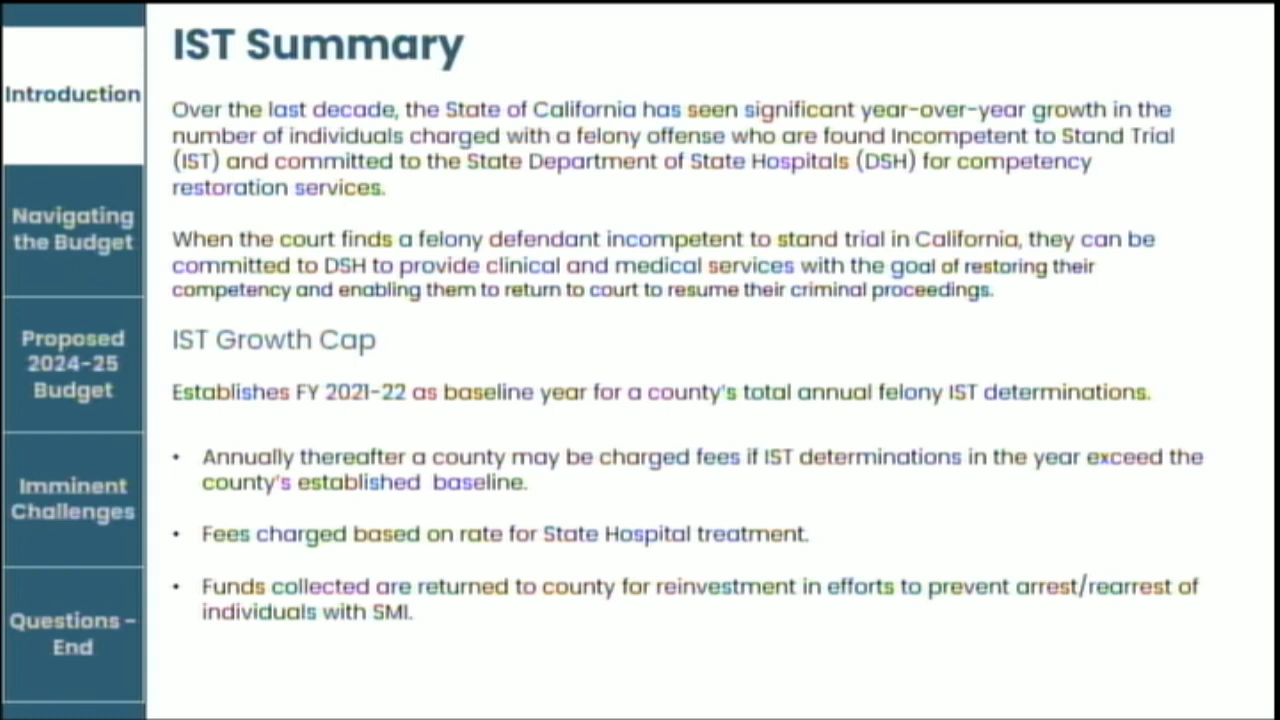 Introduction
Navigating
the Budget
Proposed
2024-25
Budget
Imminent
Challenges
Questions -
End
IST Summary
Over the last decade, the State of California has seen significant year-over-year growth in the
number of individuals charged with a felony offense who are found Incompetent to Stand Trial
(IST) and committed to the State Department of State Hospitals (DSH) for competency
restoration services.
When the court finds a felony defendant incompetent to stand trial in California, they can be
committed to DSH to provide clinical and medical services with the goal of restoring their
competency and enabling them to return to court to resume their criminal proceedings.
IST Growth Cap
Establishes FY 2021-22 as baseline year for a county's total annual felony IST determinations.
• Annually thereafter a county may be charged fees if IST determinations in the year exceed the
county's established baseline.
• Fees charged based on rate for State Hospital treatment.
• Funds collected are returned to county for reinvestment in efforts to prevent arrest/rearrest of
individuals with SMI.